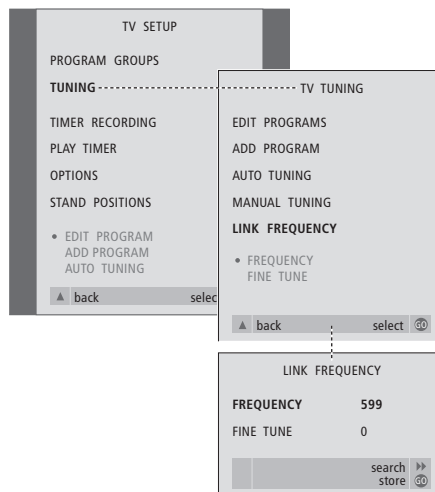 TV SETUP
PROGRAM GROUPS
TUNING
TIMER RECORDING
PLAY TIMER
OPTIONS
STAND POSITIONS
• EDIT PROGRAM
ADD PROGRAM
AUTO TUNING
▲ back selec
TV TUNING
EDIT PROGRAMS
ADD PROGRAM
AUTO TUNING
MANUAL TUNING
LINK FREQUENCY
• FREQUENCY
FINE TUNE
▲ back select GO
LINK FREQUENCY
FREQUENCY 599
FINE TUNE 0
search
store GO